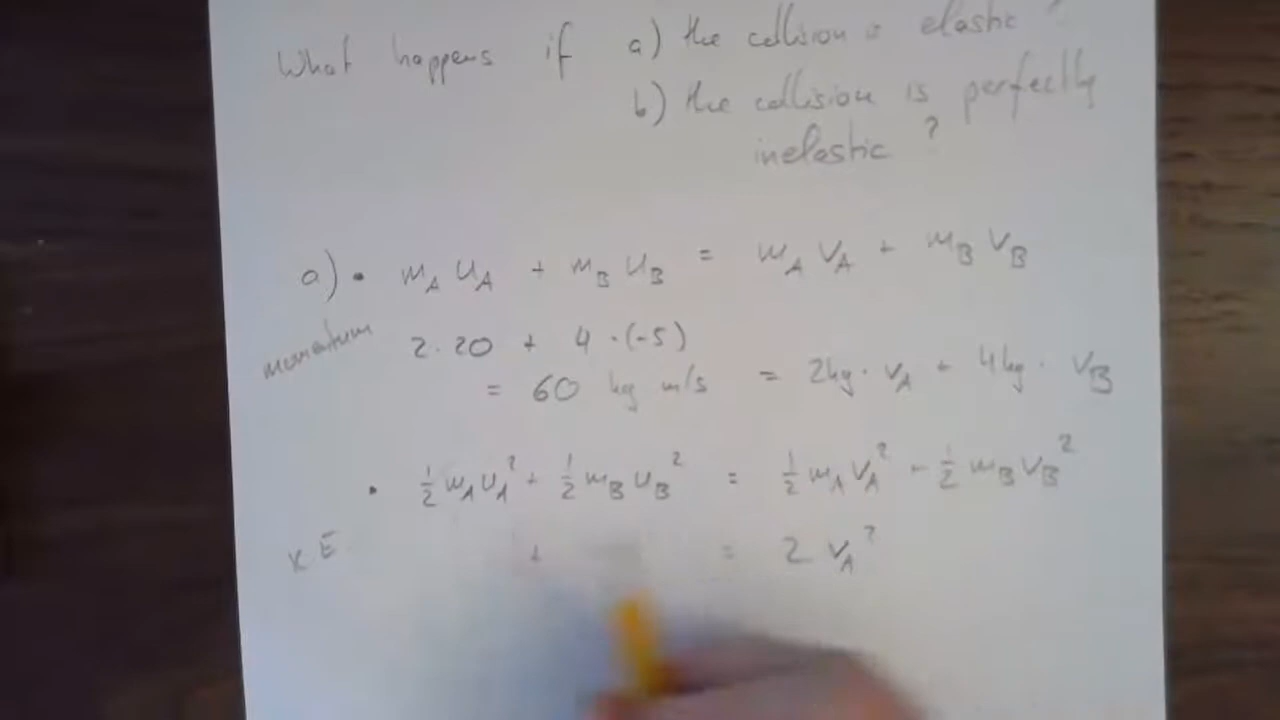 What happens if a) the collision is elastic ?
b) the collision is perfectly
inelastic ?
a) • m_A u_A + m_B u_B = m_A v_A + m_B v_B
momentum 2·20 + 4·(-5)
= 60 kg m/s = 2kg · v_A + 4kg · v_B
• ½ m_A u_A² + ½ m_B u_B² = ½ m_A v_A² - ½ m_B v_B²
KE + = 2 v_A²